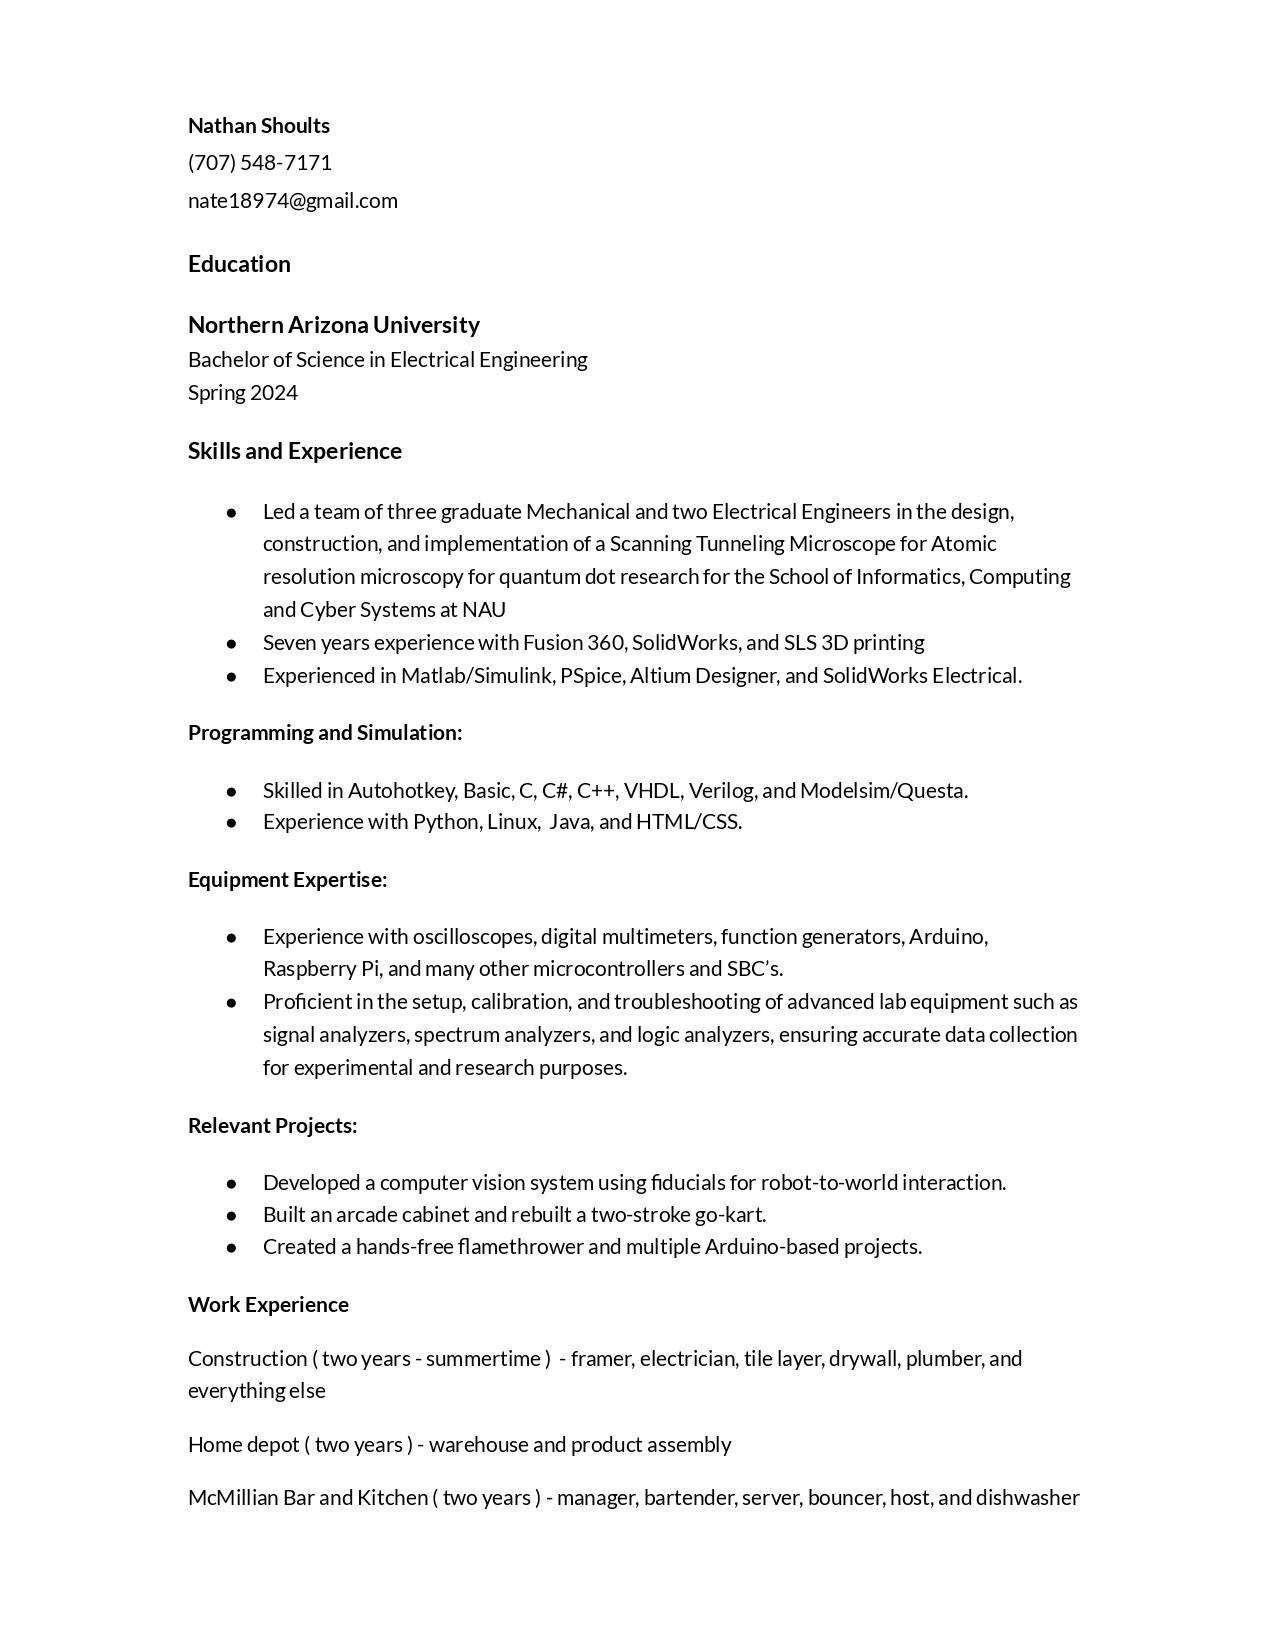 Nathan Shoults
(707) 548-7171
nate18974@gmail.com
Education
Northern Arizona University
Bachelor of Science in Electrical Engineering
Spring 2024
Skills and Experience
● Led a team of three graduate Mechanical and two Electrical Engineers in the design,
construction, and implementation of a Scanning Tunneling Microscope for Atomic
resolution microscopy for quantum dot research for the School of Informatics, Computing
and Cyber Systems at NAU
● Seven years experience with Fusion 360, SolidWorks, and SLS 3D printing
● Experienced in Matlab/Simulink, PSpice, Altium Designer, and SolidWorks Electrical.
Programming and Simulation:
● Skilled in Autohotkey, Basic, C, C#, C++, VHDL, Verilog, and Modelsim/Questa.
● Experience with Python, Linux,  Java, and HTML/CSS.
Equipment Expertise:
● Experience with oscilloscopes, digital multimeters, function generators, Arduino,
Raspberry Pi, and many other microcontrollers and SBC’s.
● Proficient in the setup, calibration, and troubleshooting of advanced lab equipment such as
signal analyzers, spectrum analyzers, and logic analyzers, ensuring accurate data collection
for experimental and research purposes.
Relevant Projects:
● Developed a computer vision system using fiducials for robot-to-world interaction.
● Built an arcade cabinet and rebuilt a two-stroke go-kart.
● Created a hands-free flamethrower and multiple Arduino-based projects.
Work Experience
Construction ( two years - summertime )  - framer, electrician, tile layer, drywall, plumber, and
everything else
Home depot ( two years ) - warehouse and product assembly
McMillian Bar and Kitchen ( two years ) - manager, bartender, server, bouncer, host, and dishwasher